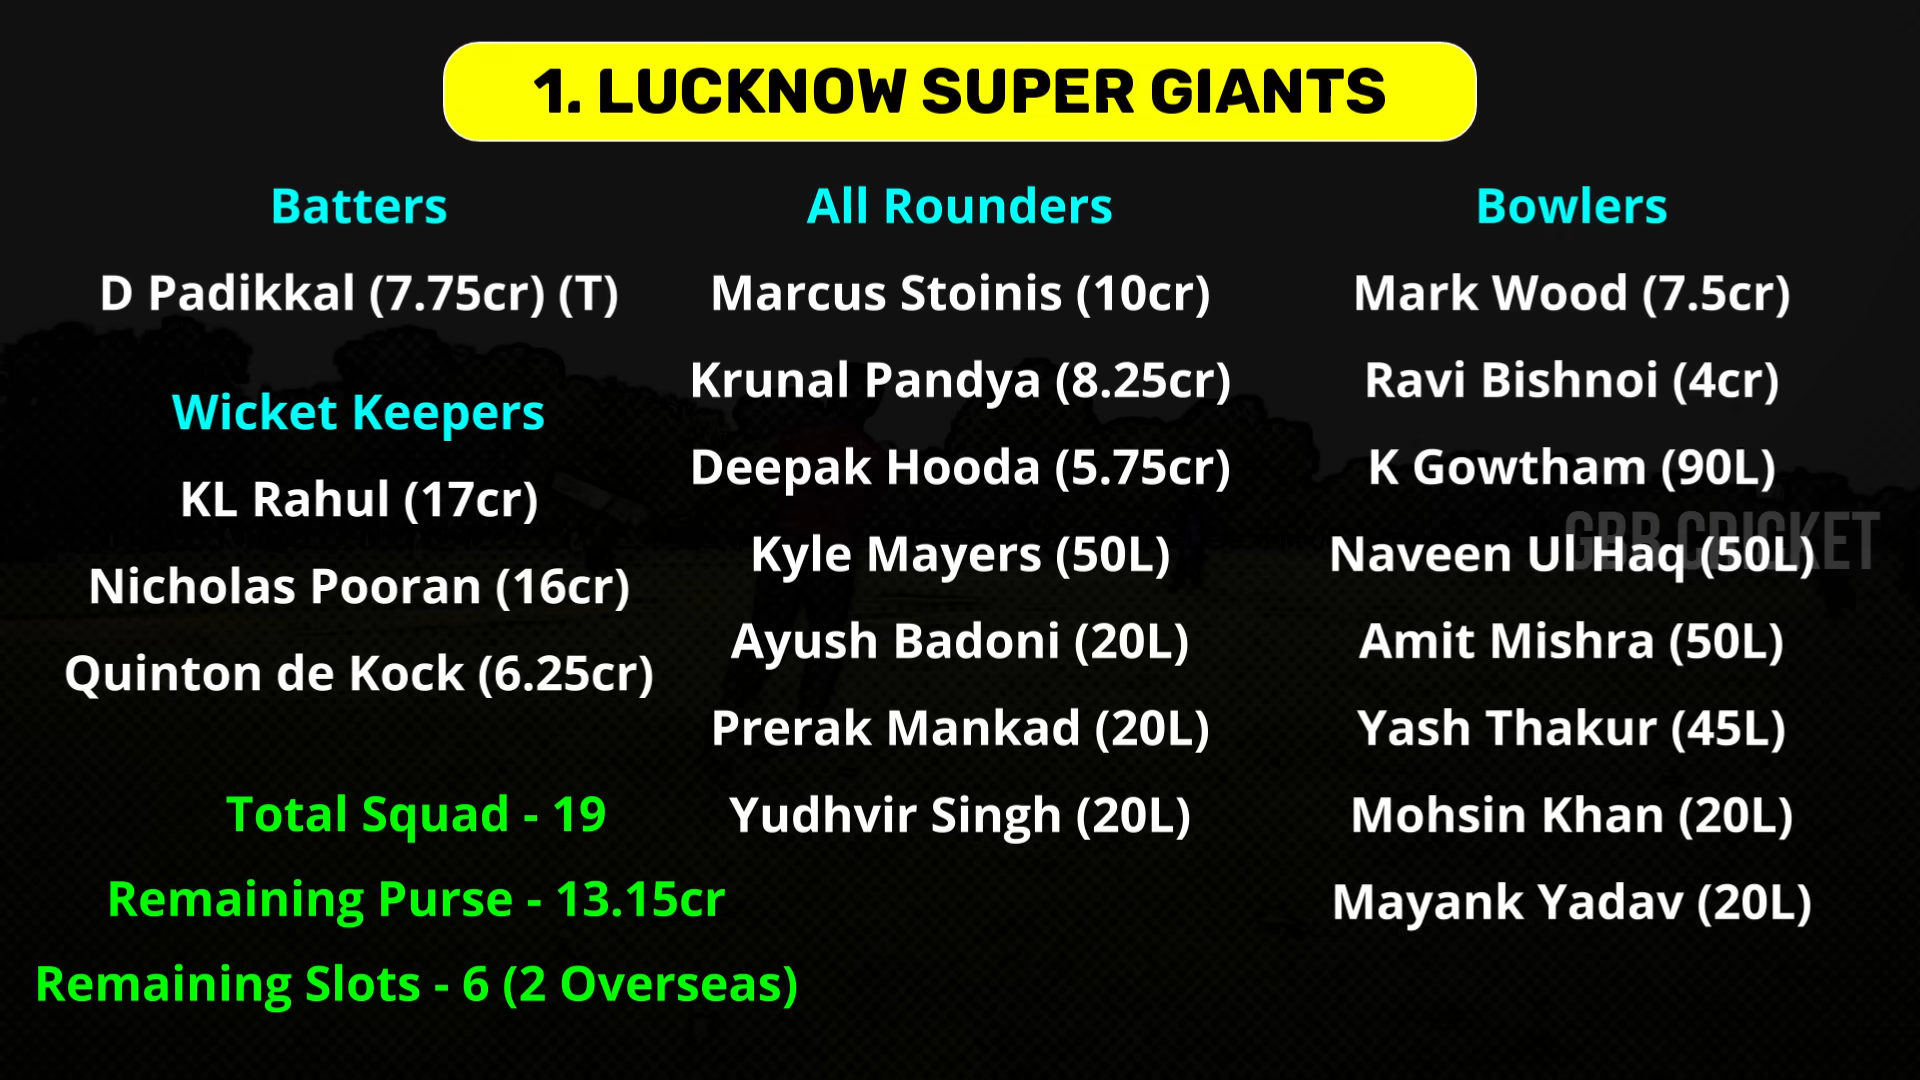 1. LUCKNOW SUPER GIANTS
Batters
D Padikkal (7.75cr) (T)
Wicket Keepers
KL Rahul (17cr)
Nicholas Pooran (16cr)
Quinton de Kock (6.25cr)
Total Squad - 19
Remaining Purse - 13.15cr
Remaining Slots - 6 (2 Overseas)
All Rounders
Marcus Stoinis (10cr)
Krunal Pandya (8.25cr)
Deepak Hooda (5.75cr)
Kyle Mayers (50L)
Ayush Badoni (20L)
Prerak Mankad (20L)
Yudhvir Singh (20L)
Bowlers
Mark Wood (7.5cr)
Ravi Bishnoi (4cr)
K Gowtham (90L)
GBB CRICKET
Naveen Ul Haq (50L)
Amit Mishra (50L)
Yash Thakur (45L)
Mohsin Khan (20L)
Mayank Yadav (20L)